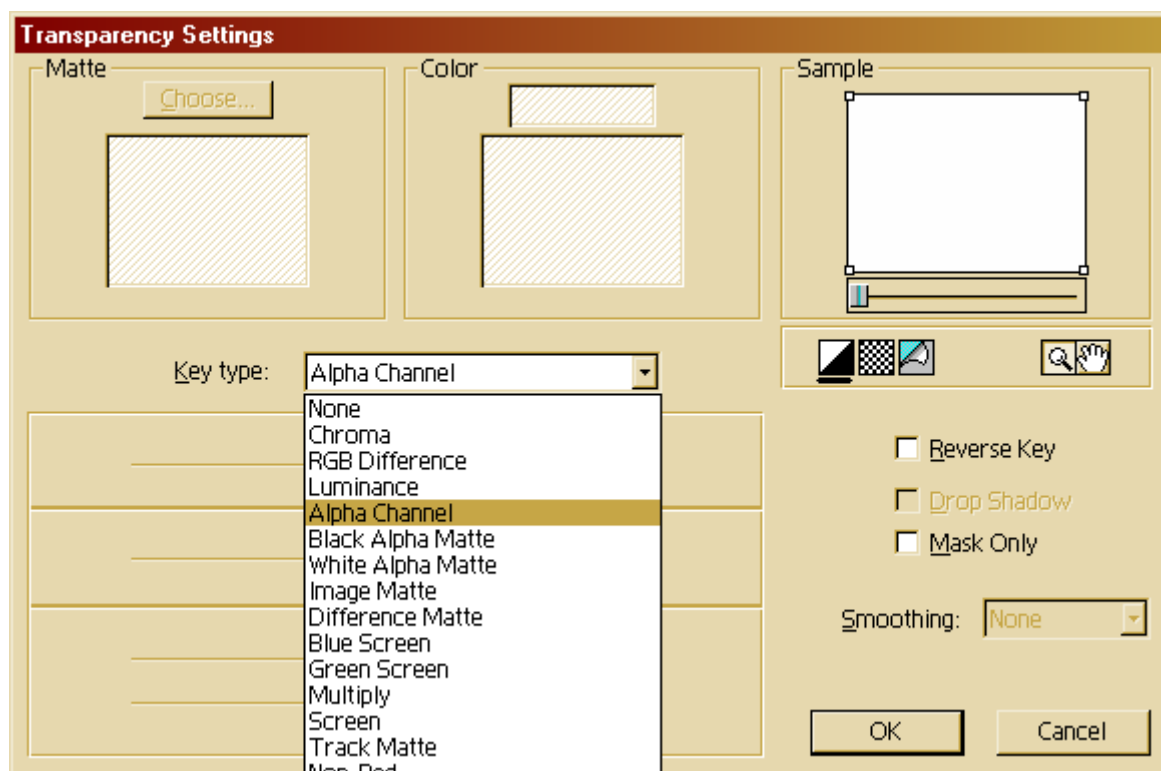 Transparency Settings
Matte
Choose...
Color
Sample
Key type:
Alpha Channel
None
Chroma
RGB Difference
Luminance
Alpha Channel
Black Alpha Matte
White Alpha Matte
Image Matte
Difference Matte
Blue Screen
Green Screen
Multiply
Screen
Track Matte
Reverse Key
Drop Shadow
Mask Only
Smoothing: None
OK
Cancel